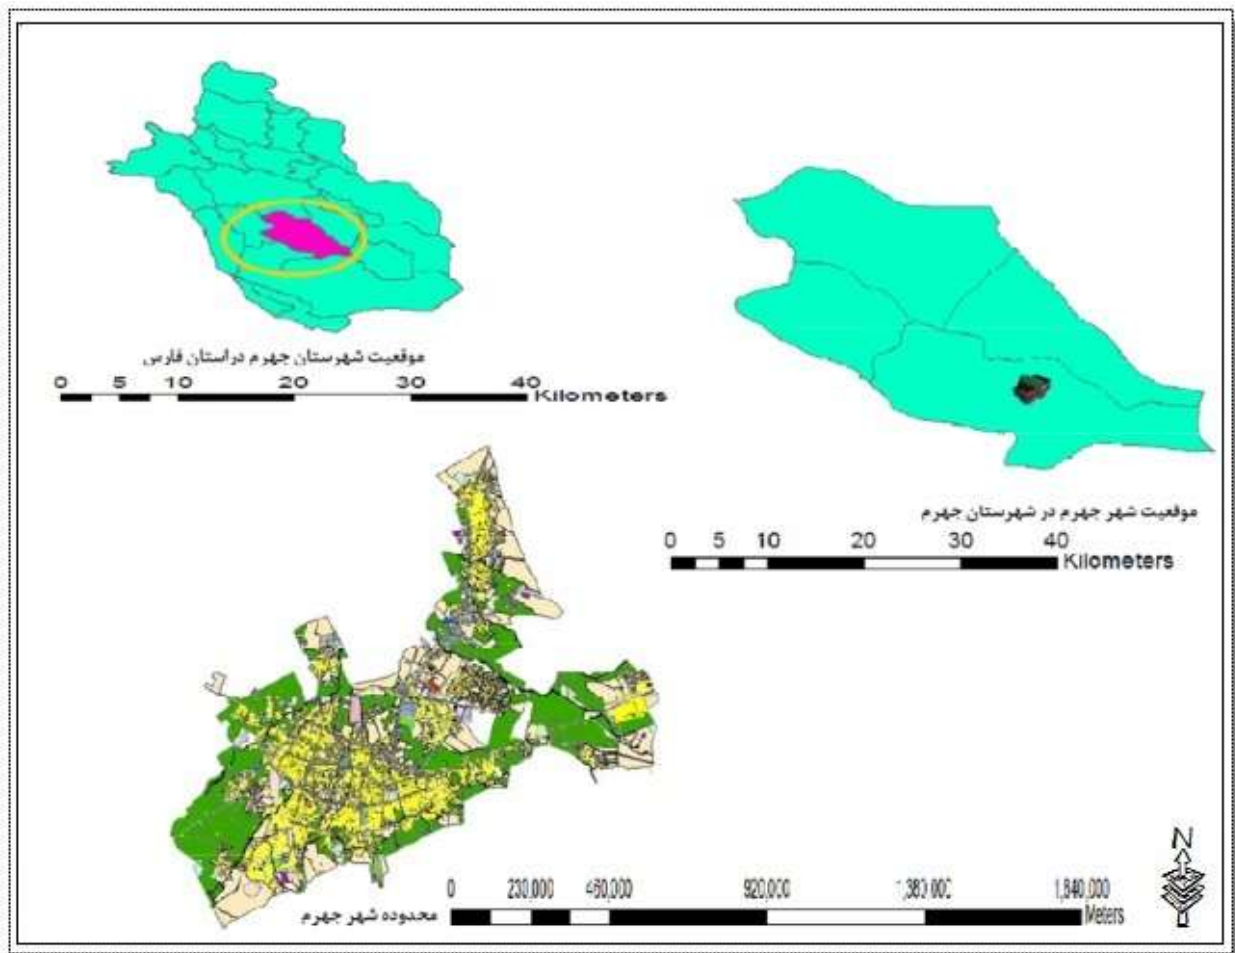 موقعیت شهرستان جهرم دراستان فارس
0 5 10 20 30 40
Kilometers
موقعیت شهر جهرم در شهرستان جهرم
0 5 10 20 30 40
Kilometers
N
0 230,000 460,000 920,000 1,380,000 1,840,000
Meters
محدوده شهر جهرم